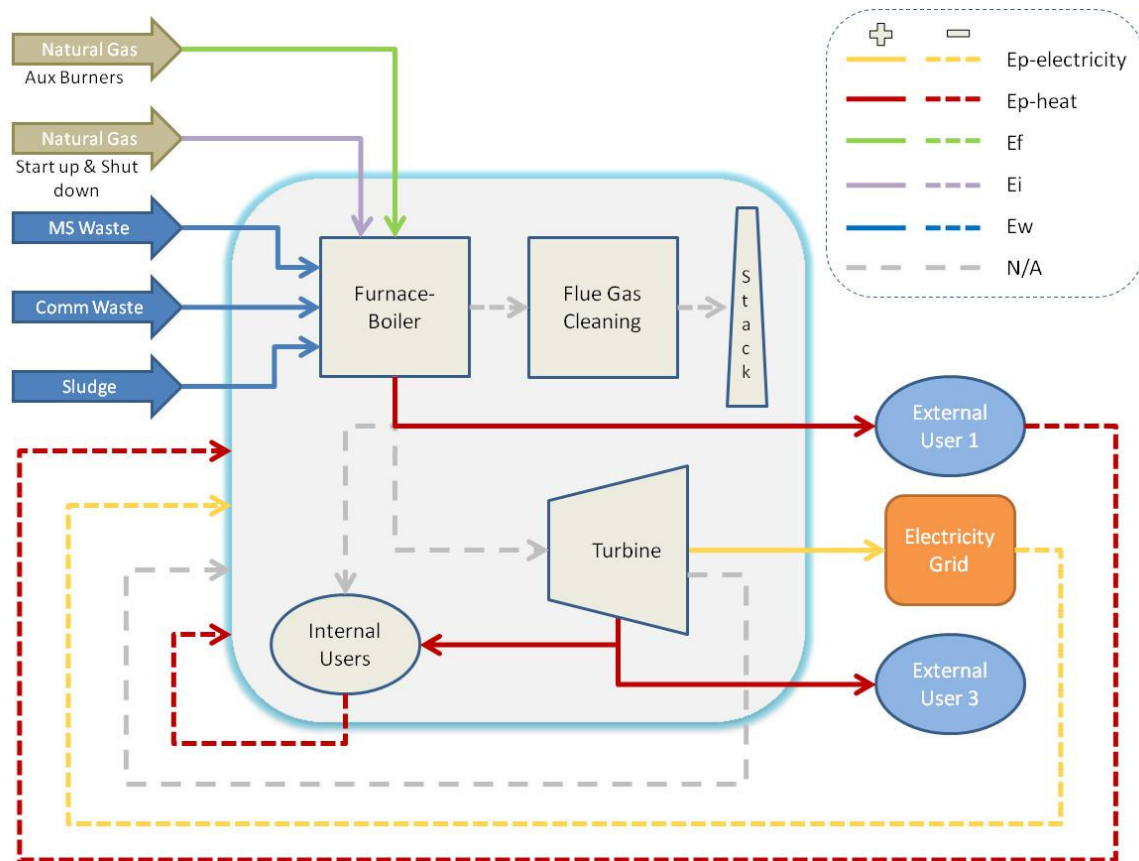 Natural Gas
Aux Burners
Natural Gas
Start up & Shut
down
MS Waste
Comm Waste
Sludge
Furnace-
Boiler
Flue Gas
Cleaning
Stack
Ep-electricity
Ep-heat
Ef
Ei
Ew
N/A
External
User 1
Turbine
Electricity
Grid
Internal
Users
External
User 3